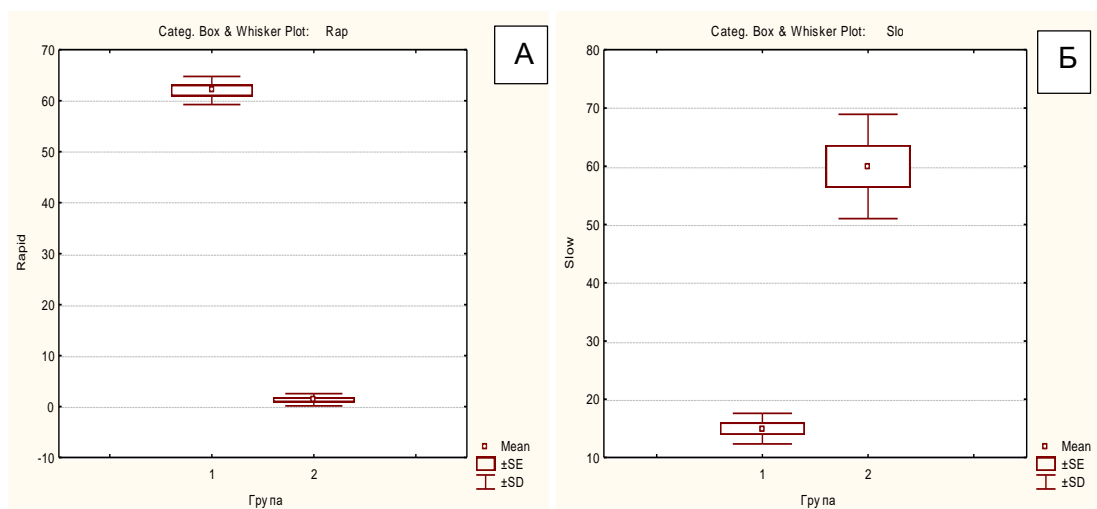 Categ. Box & Whisker Plot: Rap
А
70
60
50
40
30
20
10
0
-10
Rapid
1 2
Група
Mean
±SE
±SD
Categ. Box & Whisker Plot: Slo
Б
80
70
60
50
40
30
20
10
Slow
1 2
Група
Mean
±SE
±SD